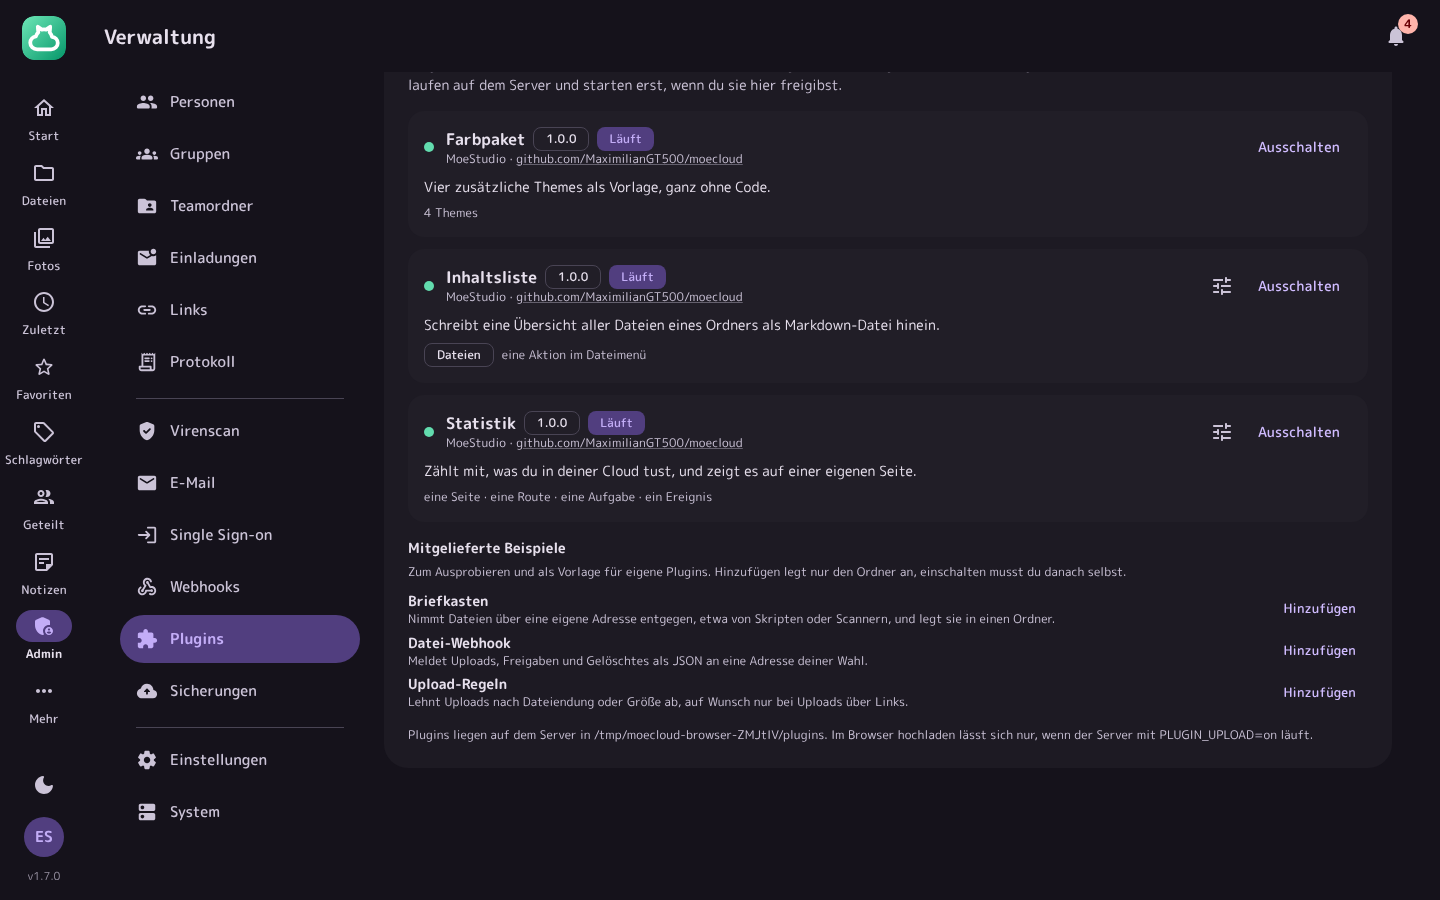 Verwaltung
4
Start
Dateien
Fotos
Zuletzt
Favoriten
Schlagwörter
Geteilt
Notizen
Admin
Mehr
ES
v1.7.0
Personen
Gruppen
Teamordner
Einladungen
Links
Protokoll
Virenscan
E-Mail
Single Sign-on
Webhooks
Plugins
Sicherungen
Einstellungen
System
laufen auf dem Server und starten erst, wenn du sie hier freigibst.
Farbpaket 1.0.0 Läuft
MoeStudio · github.com/MaximilianGT500/moecloud
Ausschalten
Vier zusätzliche Themes als Vorlage, ganz ohne Code.
4 Themes
Inhaltsliste 1.0.0 Läuft
MoeStudio · github.com/MaximilianGT500/moecloud
Ausschalten
Schreibt eine Übersicht aller Dateien eines Ordners als Markdown-Datei hinein.
Dateien eine Aktion im Dateimenü
Statistik 1.0.0 Läuft
MoeStudio · github.com/MaximilianGT500/moecloud
Ausschalten
Zählt mit, was du in deiner Cloud tust, und zeigt es auf einer eigenen Seite.
eine Seite · eine Route · eine Aufgabe · ein Ereignis
Mitgelieferte Beispiele
Zum Ausprobieren und als Vorlage für eigene Plugins. Hinzufügen legt nur den Ordner an, einschalten musst du danach selbst.
Briefkasten
Nimmt Dateien über eine eigene Adresse entgegen, etwa von Skripten oder Scannern, und legt sie in einen Ordner.
Hinzufügen
Datei-Webhook
Meldet Uploads, Freigaben und Gelöschtes als JSON an eine Adresse deiner Wahl.
Hinzufügen
Upload-Regeln
Lehnt Uploads nach Dateiendung oder Größe ab, auf Wunsch nur bei Uploads über Links.
Hinzufügen
Plugins liegen auf dem Server in /tmp/moecloud-browser-ZMJtIV/plugins. Im Browser hochladen lässt sich nur, wenn der Server mit PLUGIN_UPLOAD=on läuft.